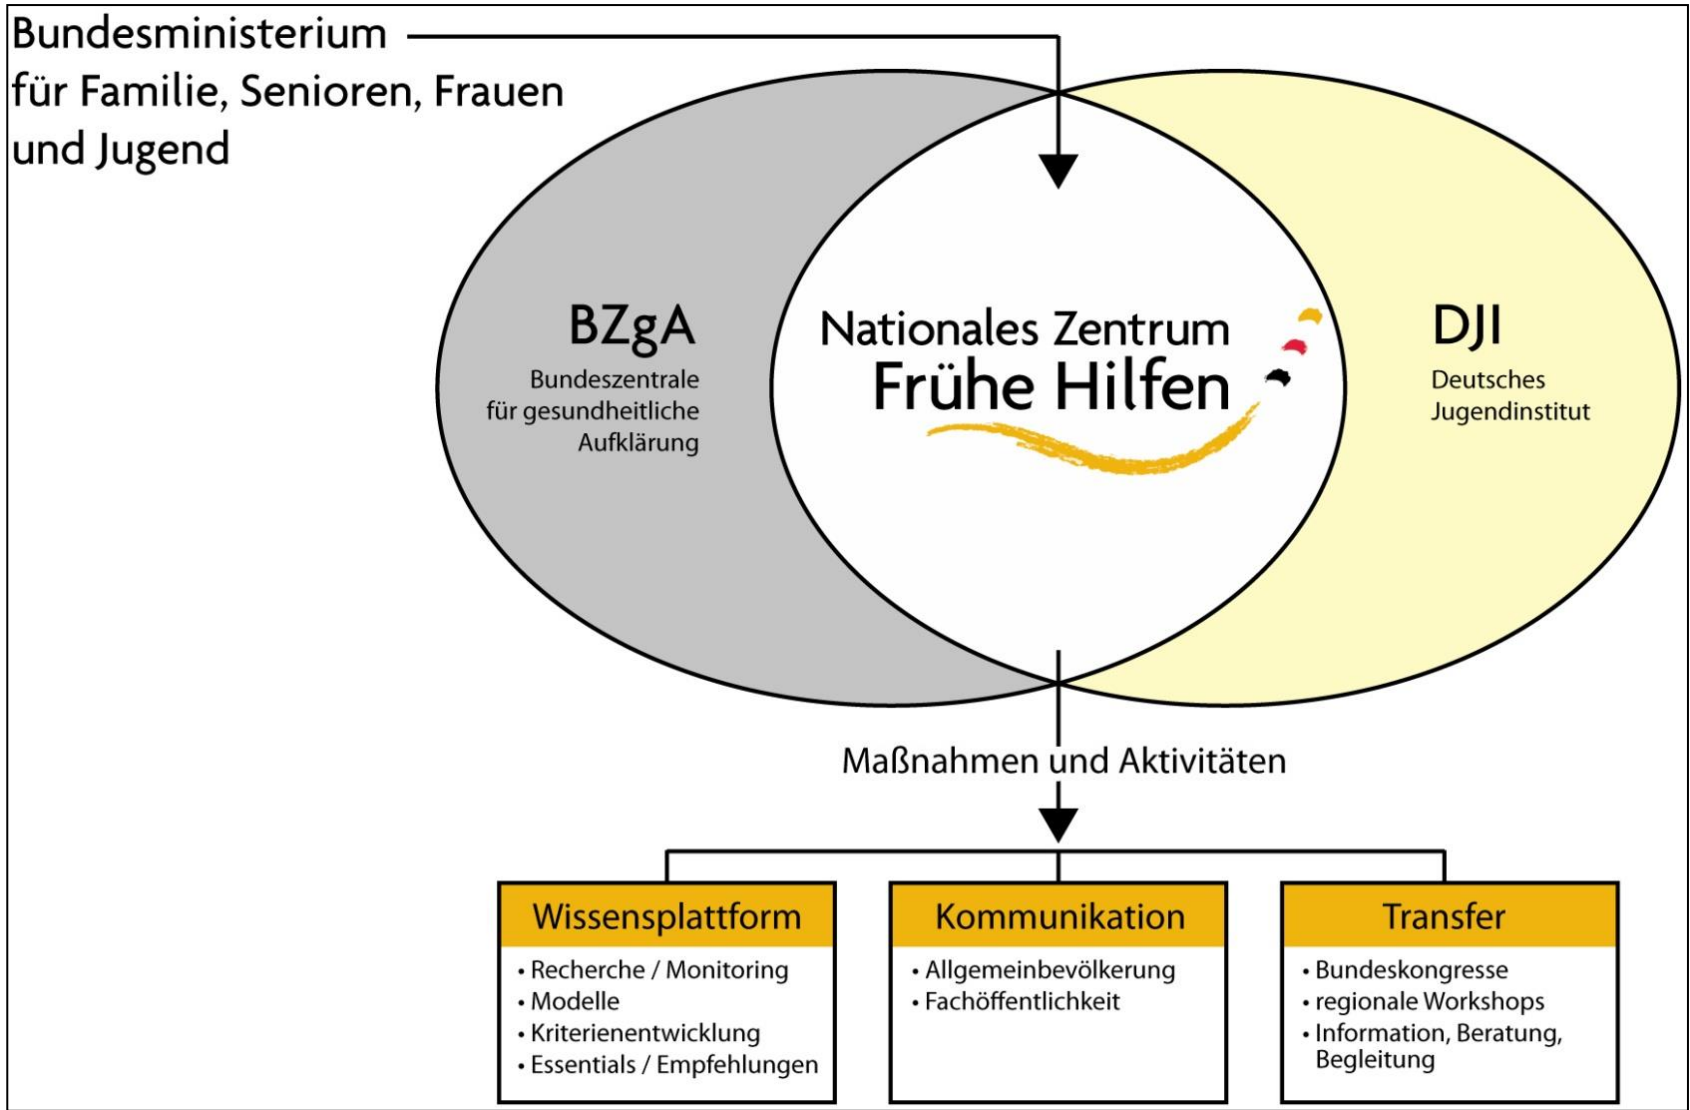 Bundesministerium
für Familie, Senioren, Frauen
und Jugend
BZgA
Bundeszentrale
für gesundheitliche
Aufklärung
Nationales Zentrum
Frühe Hilfen
DJI
Deutsches
Jugendinstitut
Maßnahmen und Aktivitäten
Wissensplattform
• Recherche / Monitoring
• Modelle
• Kriterienentwicklung
• Essentials / Empfehlungen
Kommunikation
• Allgemeinbevölkerung
• Fachöffentlichkeit
Transfer
• Bundeskongresse
• regionale Workshops
• Information, Beratung,
Begleitung